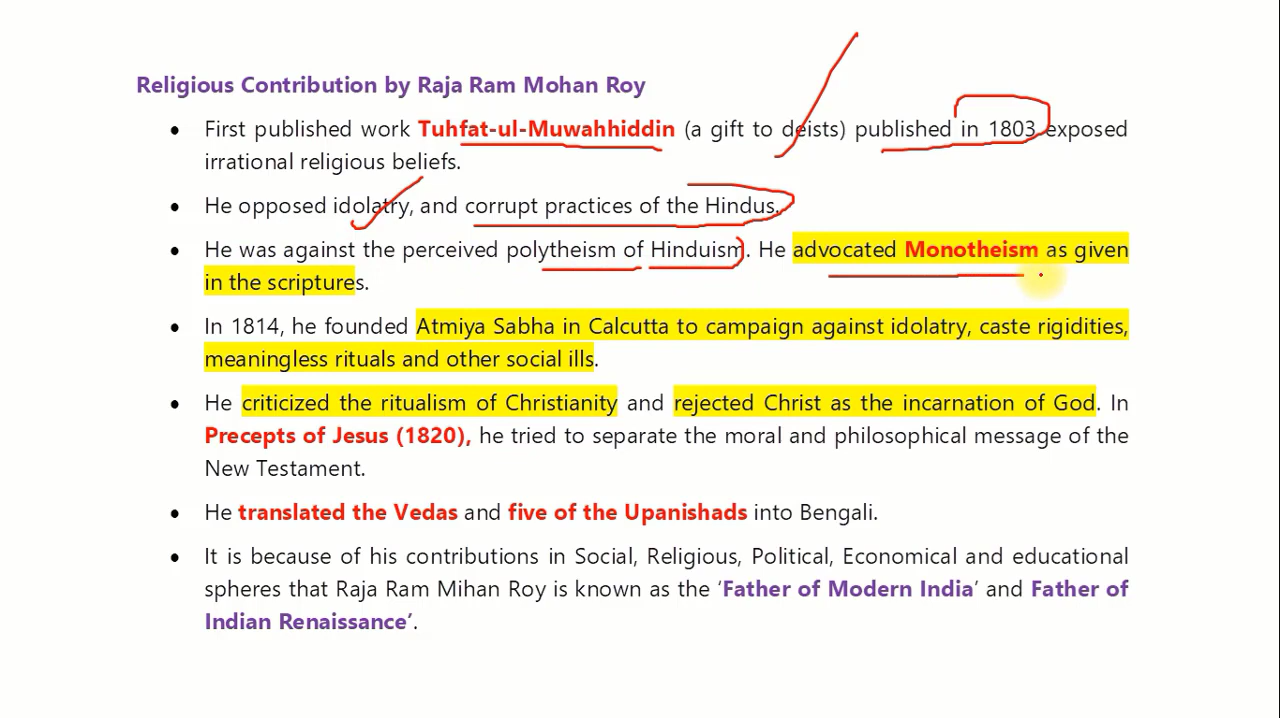 Religious Contribution by Raja Ram Mohan Roy
• First published work Tuhfat-ul-Muwahhiddin (a gift to deists) published in 1803 exposed
irrational religious beliefs.
• He opposed idolatry, and corrupt practices of the Hindus.
• He was against the perceived polytheism of Hinduism. He advocated Monotheism as given
in the scriptures.
• In 1814, he founded Atmiya Sabha in Calcutta to campaign against idolatry, caste rigidities,
meaningless rituals and other social ills.
• He criticized the ritualism of Christianity and rejected Christ as the incarnation of God. In
Precepts of Jesus (1820), he tried to separate the moral and philosophical message of the
New Testament.
• He translated the Vedas and five of the Upanishads into Bengali.
• It is because of his contributions in Social, Religious, Political, Economical and educational
spheres that Raja Ram Mihan Roy is known as the ‘Father of Modern India’ and Father of
Indian Renaissance’.